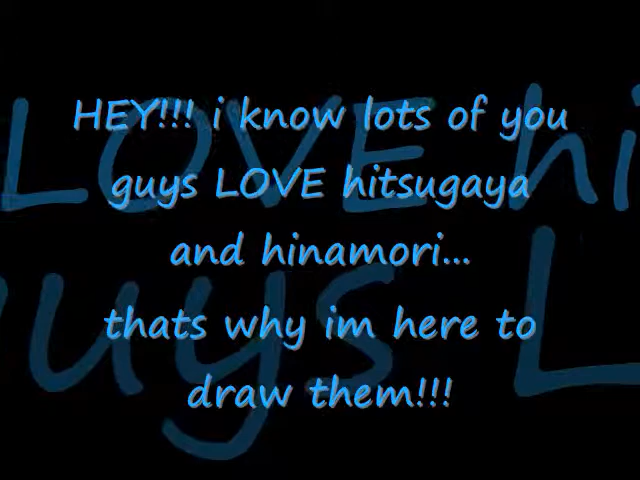 HEY!!! i know lots of you
guys LOVE hitsugaya
and hinamori...
thats why im here to
draw them!!!